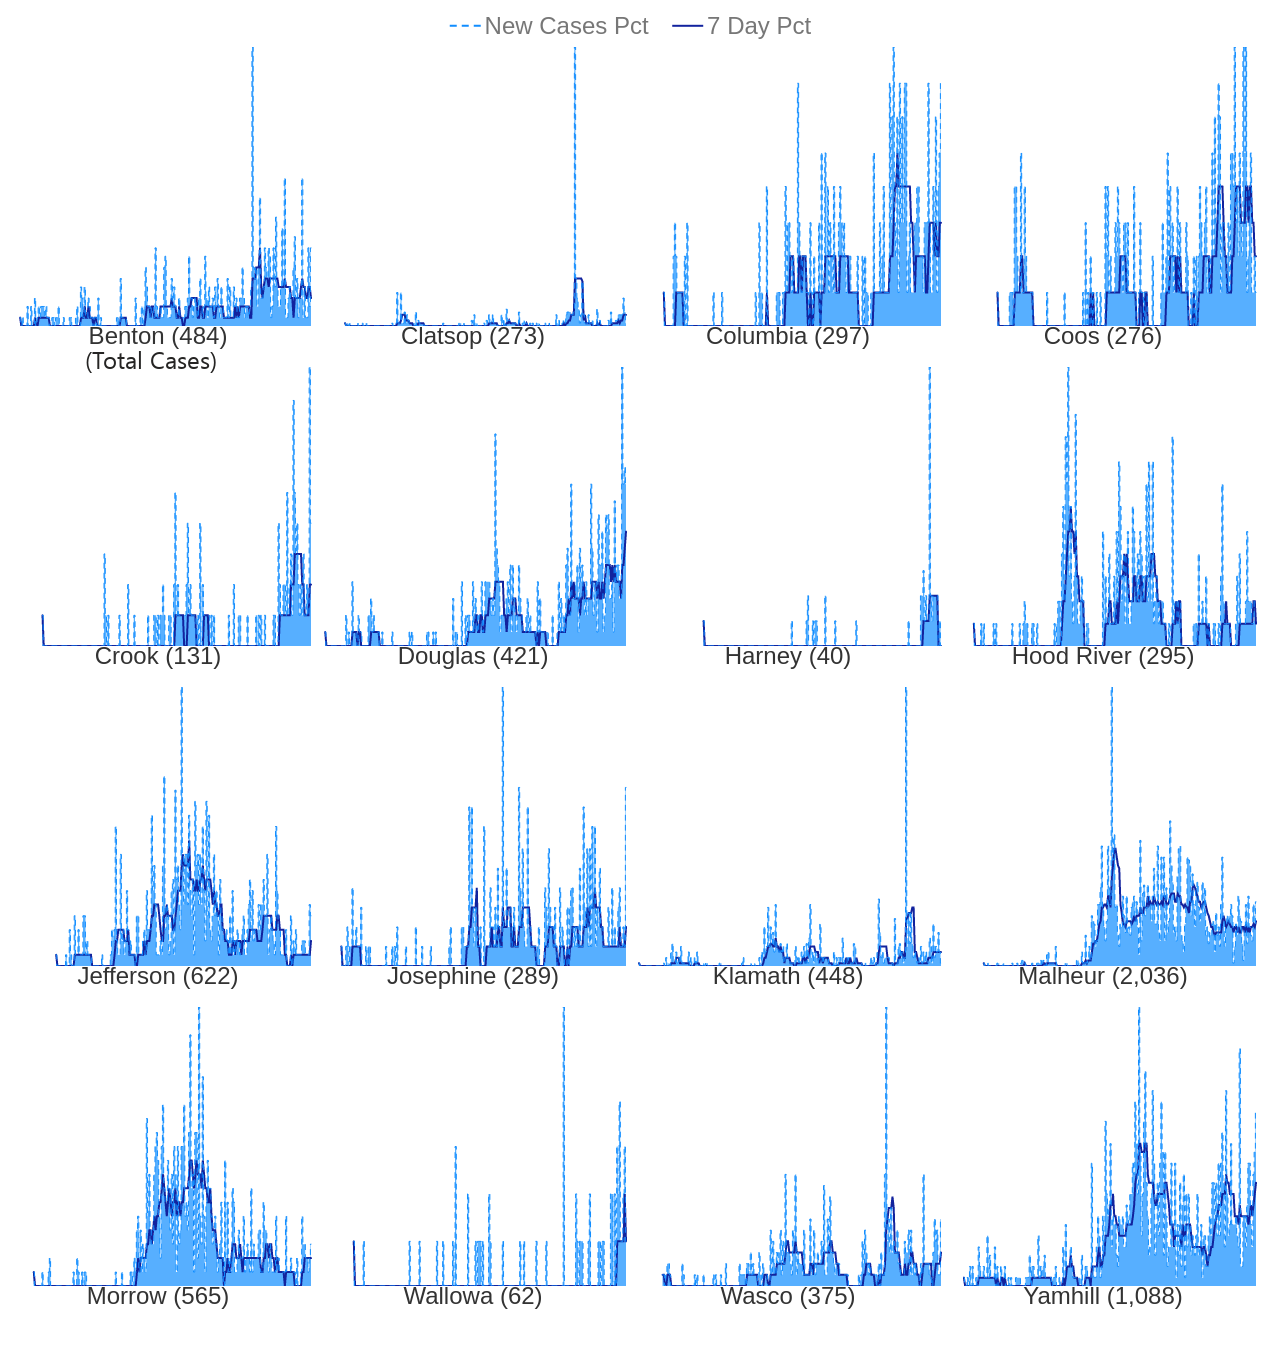 New Cases Pct 7 Day Pct
Benton (484) Clatsop (273) Columbia (297) Coos (276)
(Total Cases)
Crook (131) Douglas (421) Harney (40) Hood River (295)
Jefferson (622) Josephine (289) Klamath (448) Malheur (2,036)
Morrow (565) Wallowa (62) Wasco (375) Yamhill (1,088)